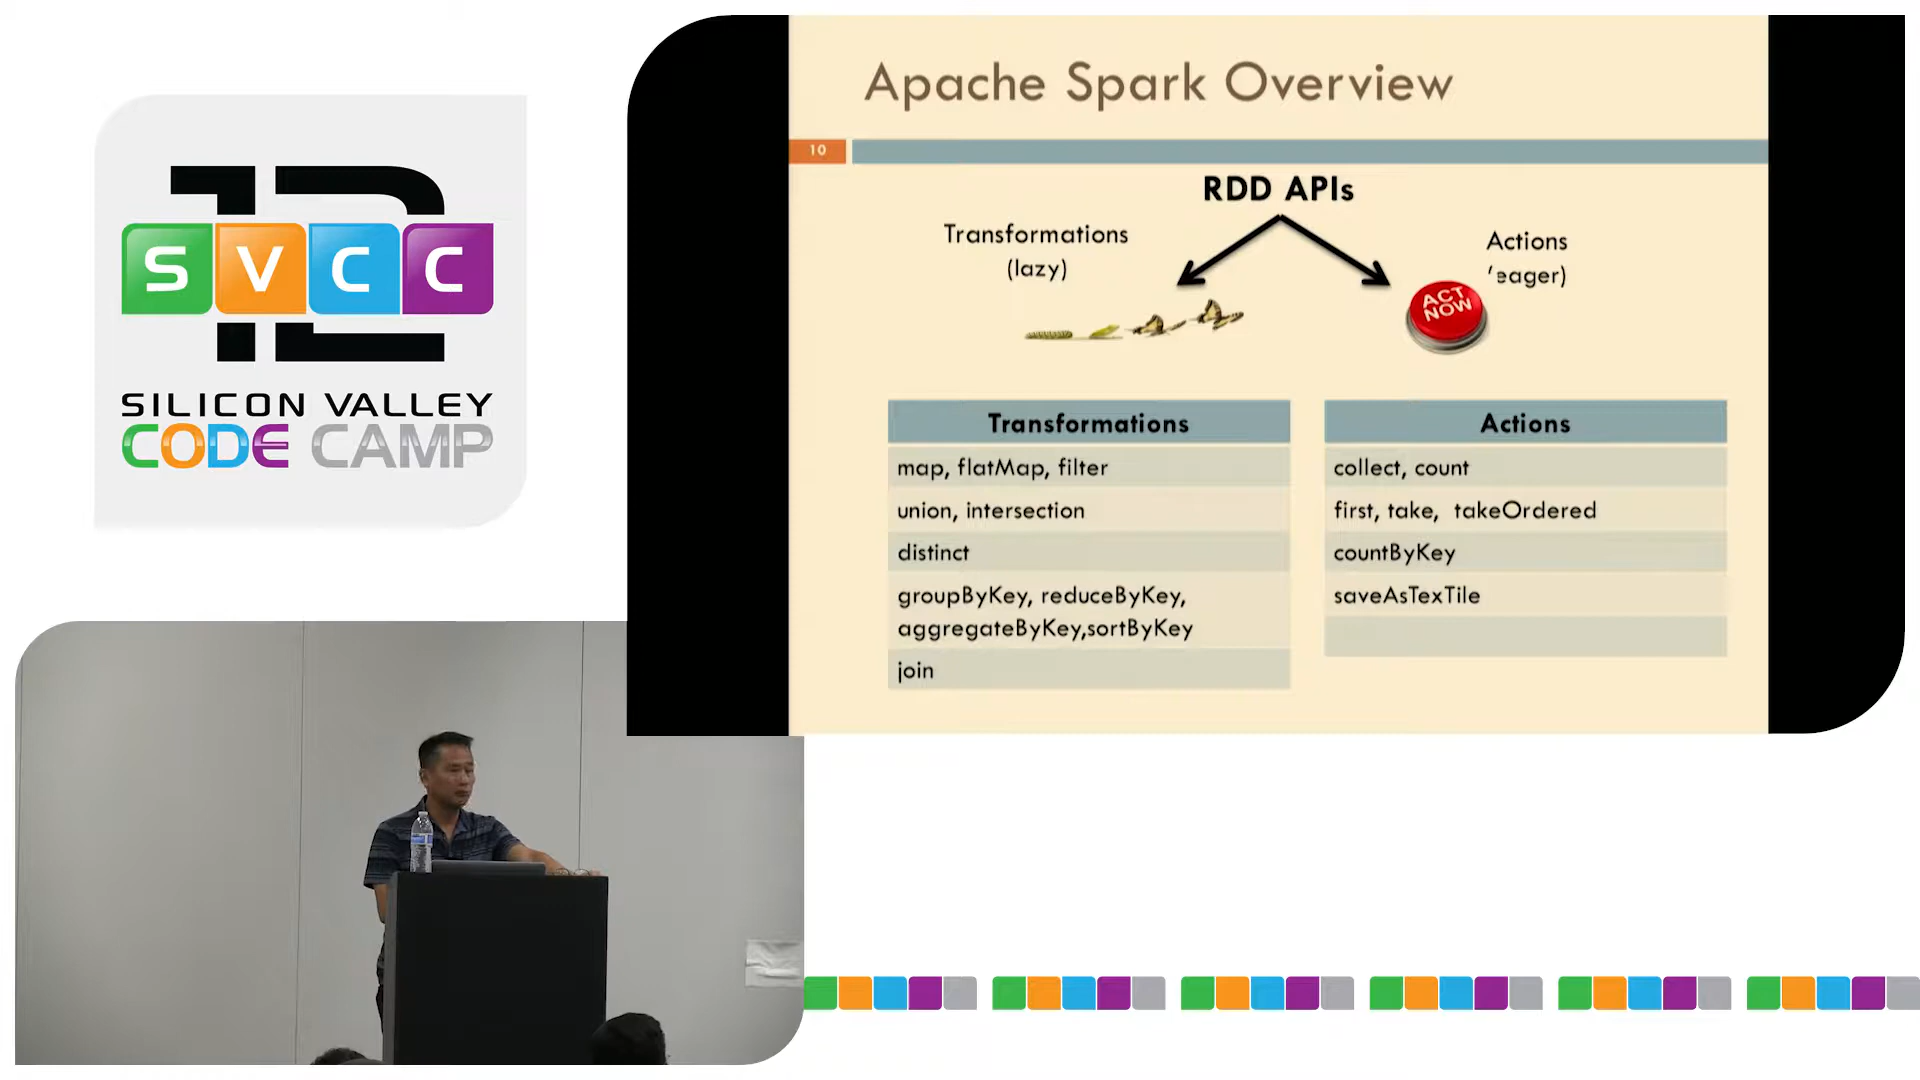 12
SVCC
SILICON VALLEY
CODE CAMP
Apache Spark Overview
10
RDD APIs
Transformations
(lazy)
Actions
(eager)
ACT
NOW
Transformations
map, flatMap, filter
union, intersection
distinct
groupByKey, reduceByKey,
aggregateByKey,sortByKey
join
Actions
collect, count
first, take, takeOrdered
countByKey
saveAsTexTile